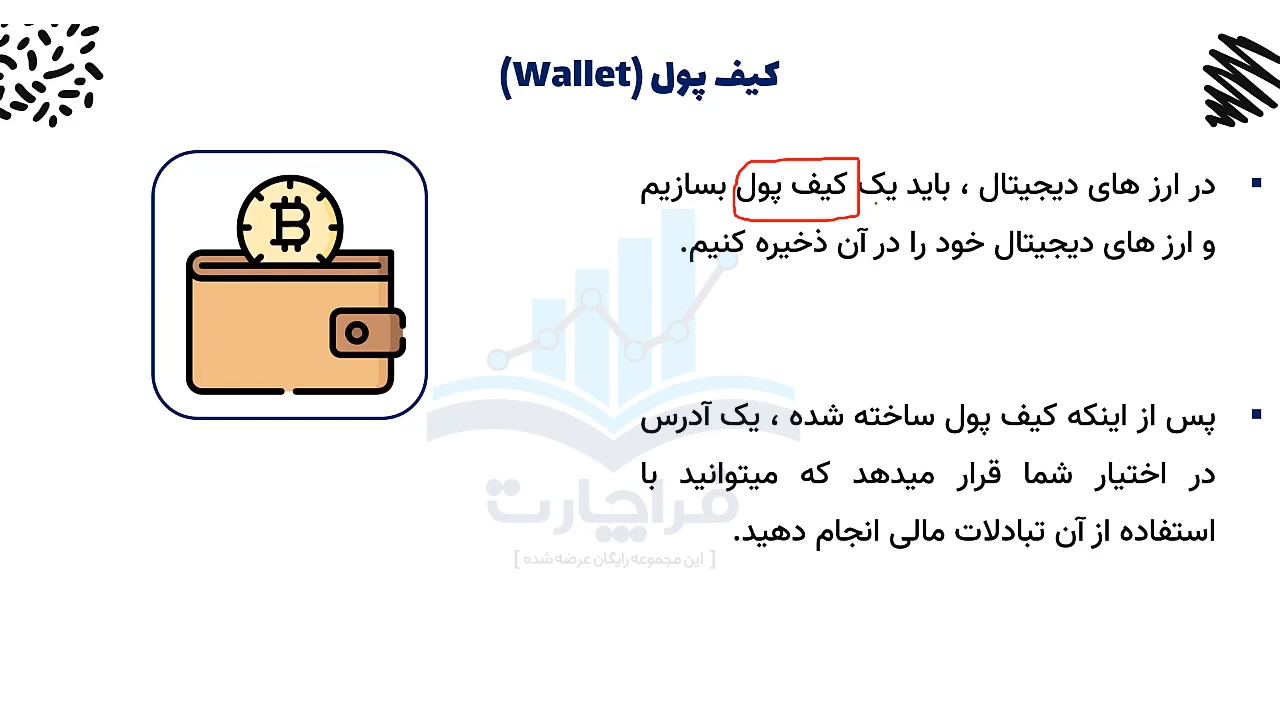 کیف پول (Wallet)
در ارز های دیجیتال ، باید یک کیف پول بسازیم
و ارز های دیجیتال خود را در آن ذخیره کنیم.
پس از اینکه کیف پول ساخته شده ، یک آدرس
در اختیار شما قرار میدهد که میتوانید با
استفاده از آن تبادلات مالی انجام دهید.
فراچارت
[ این مجموعه رایگان عرضه شده ]